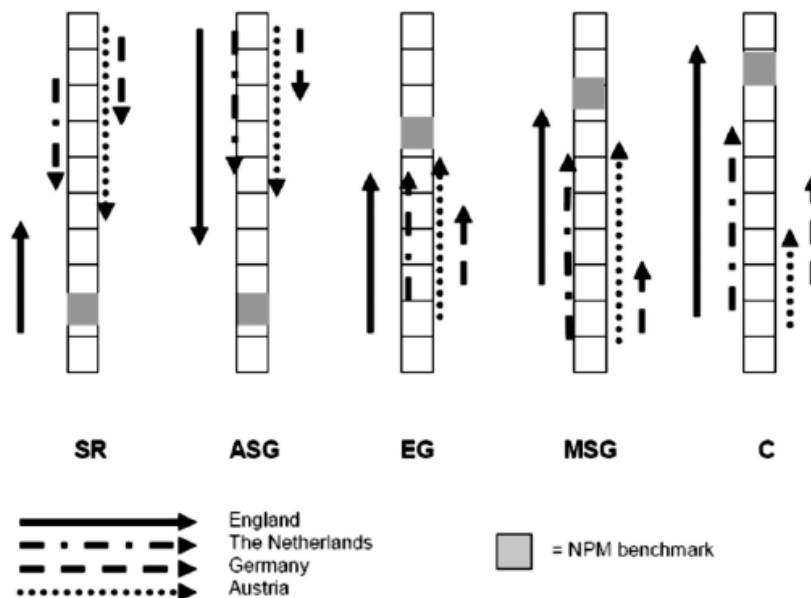 SR ASG EG MSG C
England
The Netherlands
Germany
Austria
= NPM benchmark